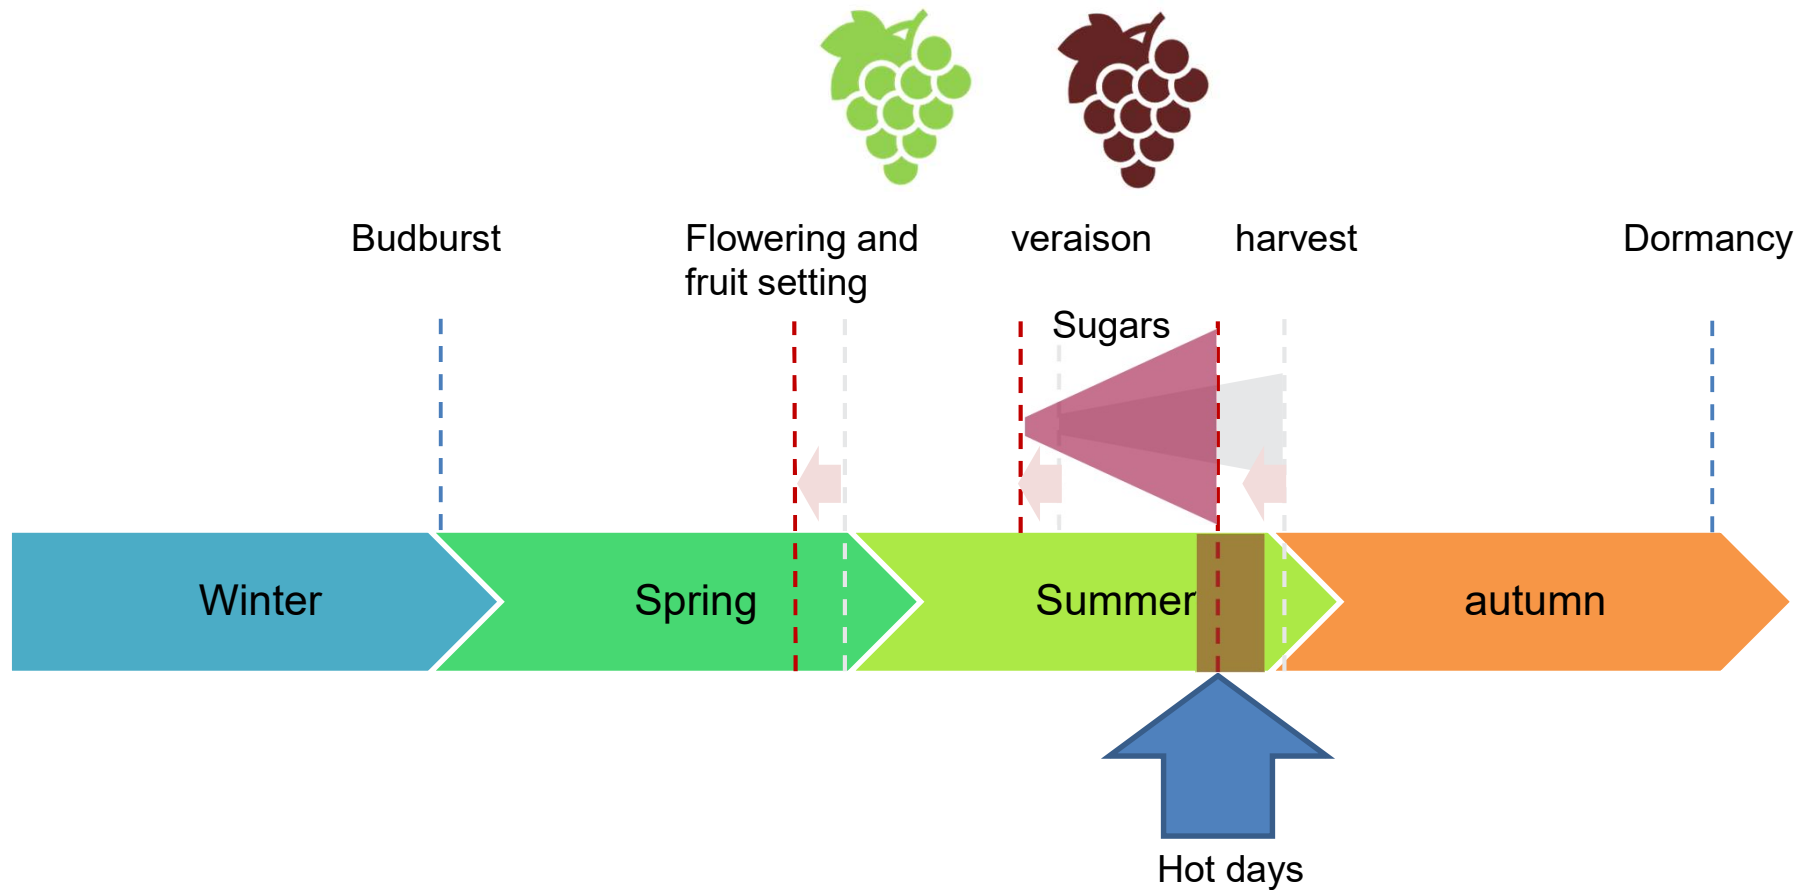 Budburst
Flowering and
fruit setting
veraison
harvest
Dormancy
Sugars
Winter
Spring
Summer
autumn
Hot days